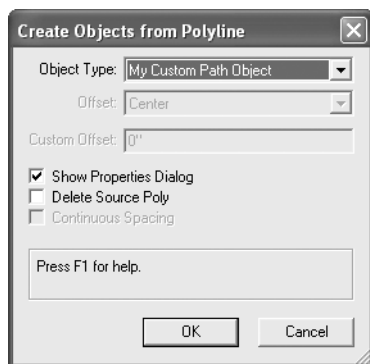 Create Objects from Polyline
Object Type: My Custom Path Object
Offset: Center
Custom Offset: 0"
Show Properties Dialog
Delete Source Poly
Continuous Spacing
Press F1 for help.
OK Cancel